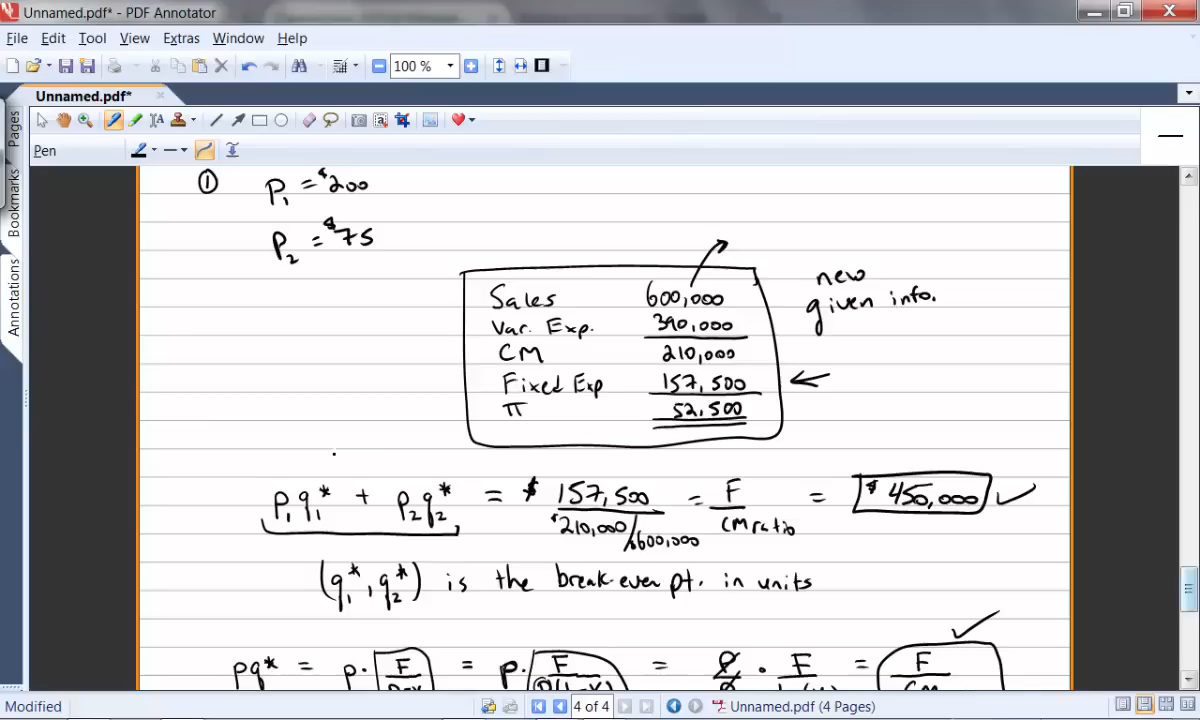 Unnamed.pdf* - PDF Annotator
File Edit Tool View Extras Window Help
100 %
Unnamed.pdf*
Pen
Pages
Bookmarks
Annotations
① P₁ = $200
P₂ = $75
Sales 600,000
Var. Exp. 390,000
CM 210,000
Fixed Exp 157,500
π 52,500
new
given info.
P₁q₁* + P₂q₂* = $157,500 / ($210,000/$600,000) = F / CM ratio = $450,000 ✓
(q₁*, q₂*) is the break-even pt. in units
pq* = p · F = p · F = p · F = F
Modified
4 of 4
Unnamed.pdf (4 Pages)